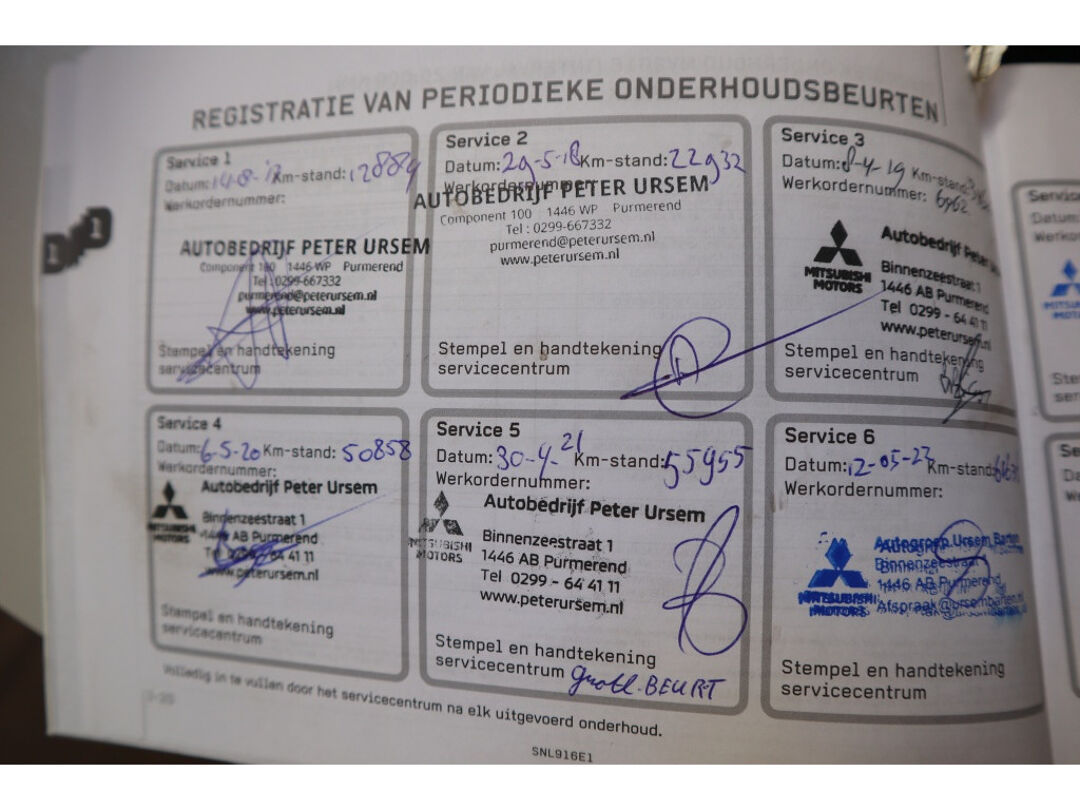 REGISTRATIE VAN PERIODIEKE ONDERHOUDSBEURTEN
Service 1
Datum: 14-8-17 Km-stand: 12884
Werkordernummer:
AUTOBEDRIJF PETER URSEM
Component 100 1446 WP Purmerend
Tel : 0299-667332
purmerend@peterursem.nl
www.peterursem.nl
Stempel en handtekening
servicecentrum
Service 2
Datum: 29-5-18 Km-stand: 22932
Werkordernummer:
AUTOBEDRIJF PETER URSEM
Component 100 1446 WP Purmerend
Tel : 0299-667332
purmerend@peterursem.nl
www.peterursem.nl
Stempel en handtekening
servicecentrum
Service 3
Datum: 8-4-19 Km-stand:
Werkordernummer: 6962
MITSUBISHI
MOTORS
Autobedrijf Peter
Binnenzeestraat 1
1446 AB Purmerend
Tel 0299 - 64 41 11
www.peterursem.nl
Stempel en handtekening
servicecentrum
Service 4
Datum: 6-5-20 Km-stand: 50858
Werkordernummer:
Autobedrijf Peter Ursem
MITSUBISHI
MOTORS
Binnenzeestraat 1
1446 AB Purmerend
Tel 0299 - 64 41 11
www.peterursem.nl
Stempel en handtekening
servicecentrum
Service 5
Datum: 30-4-21 Km-stand: 55955
Werkordernummer:
Autobedrijf Peter Ursem
MITSUBISHI
MOTORS
Binnenzeestraat 1
1446 AB Purmerend
Tel 0299 - 64 41 11
www.peterursem.nl
Stempel en handtekening
servicecentrum BEURT
Service 6
Datum: 12-05-23 Km-stand:
Werkordernummer:
MITSUBISHI
MOTORS
Autogroep Ursem Barten
Binnenzeestraat
1446 AB Purmerend
Afspraak@ursembarten.nl
Stempel en handtekening
servicecentrum
Volledig in te vullen door het servicecentrum na elk uitgevoerd onderhoud.
SNL916E1